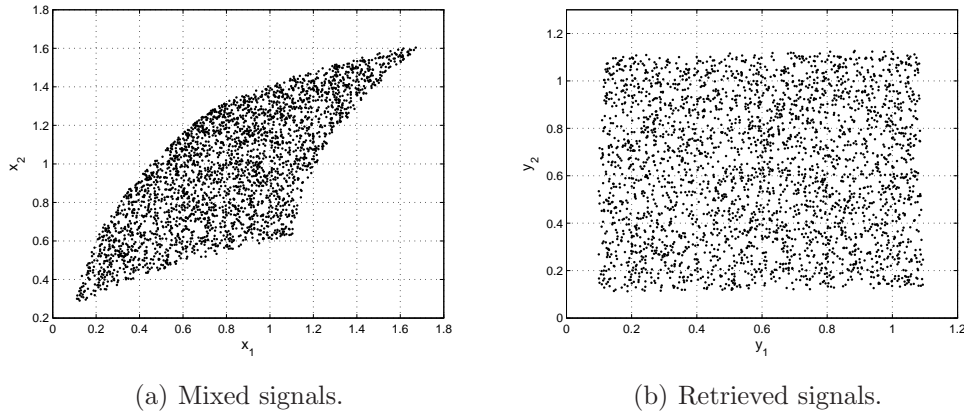 1.8
1.6
1.4
1.2
1
0.8
0.6
0.4
0.2
x2
0 0.2 0.4 0.6 0.8 1 1.2 1.4 1.6 1.8
x1
(a) Mixed signals.
1.2
1
0.8
0.6
0.4
0.2
0
y2
0 0.2 0.4 0.6 0.8 1 1.2
y1
(b) Retrieved signals.